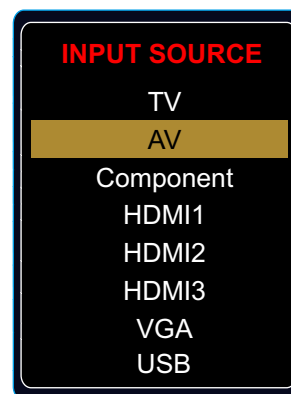 INPUT SOURCE
TV
AV
Component
HDMI1
HDMI2
HDMI3
VGA
USB